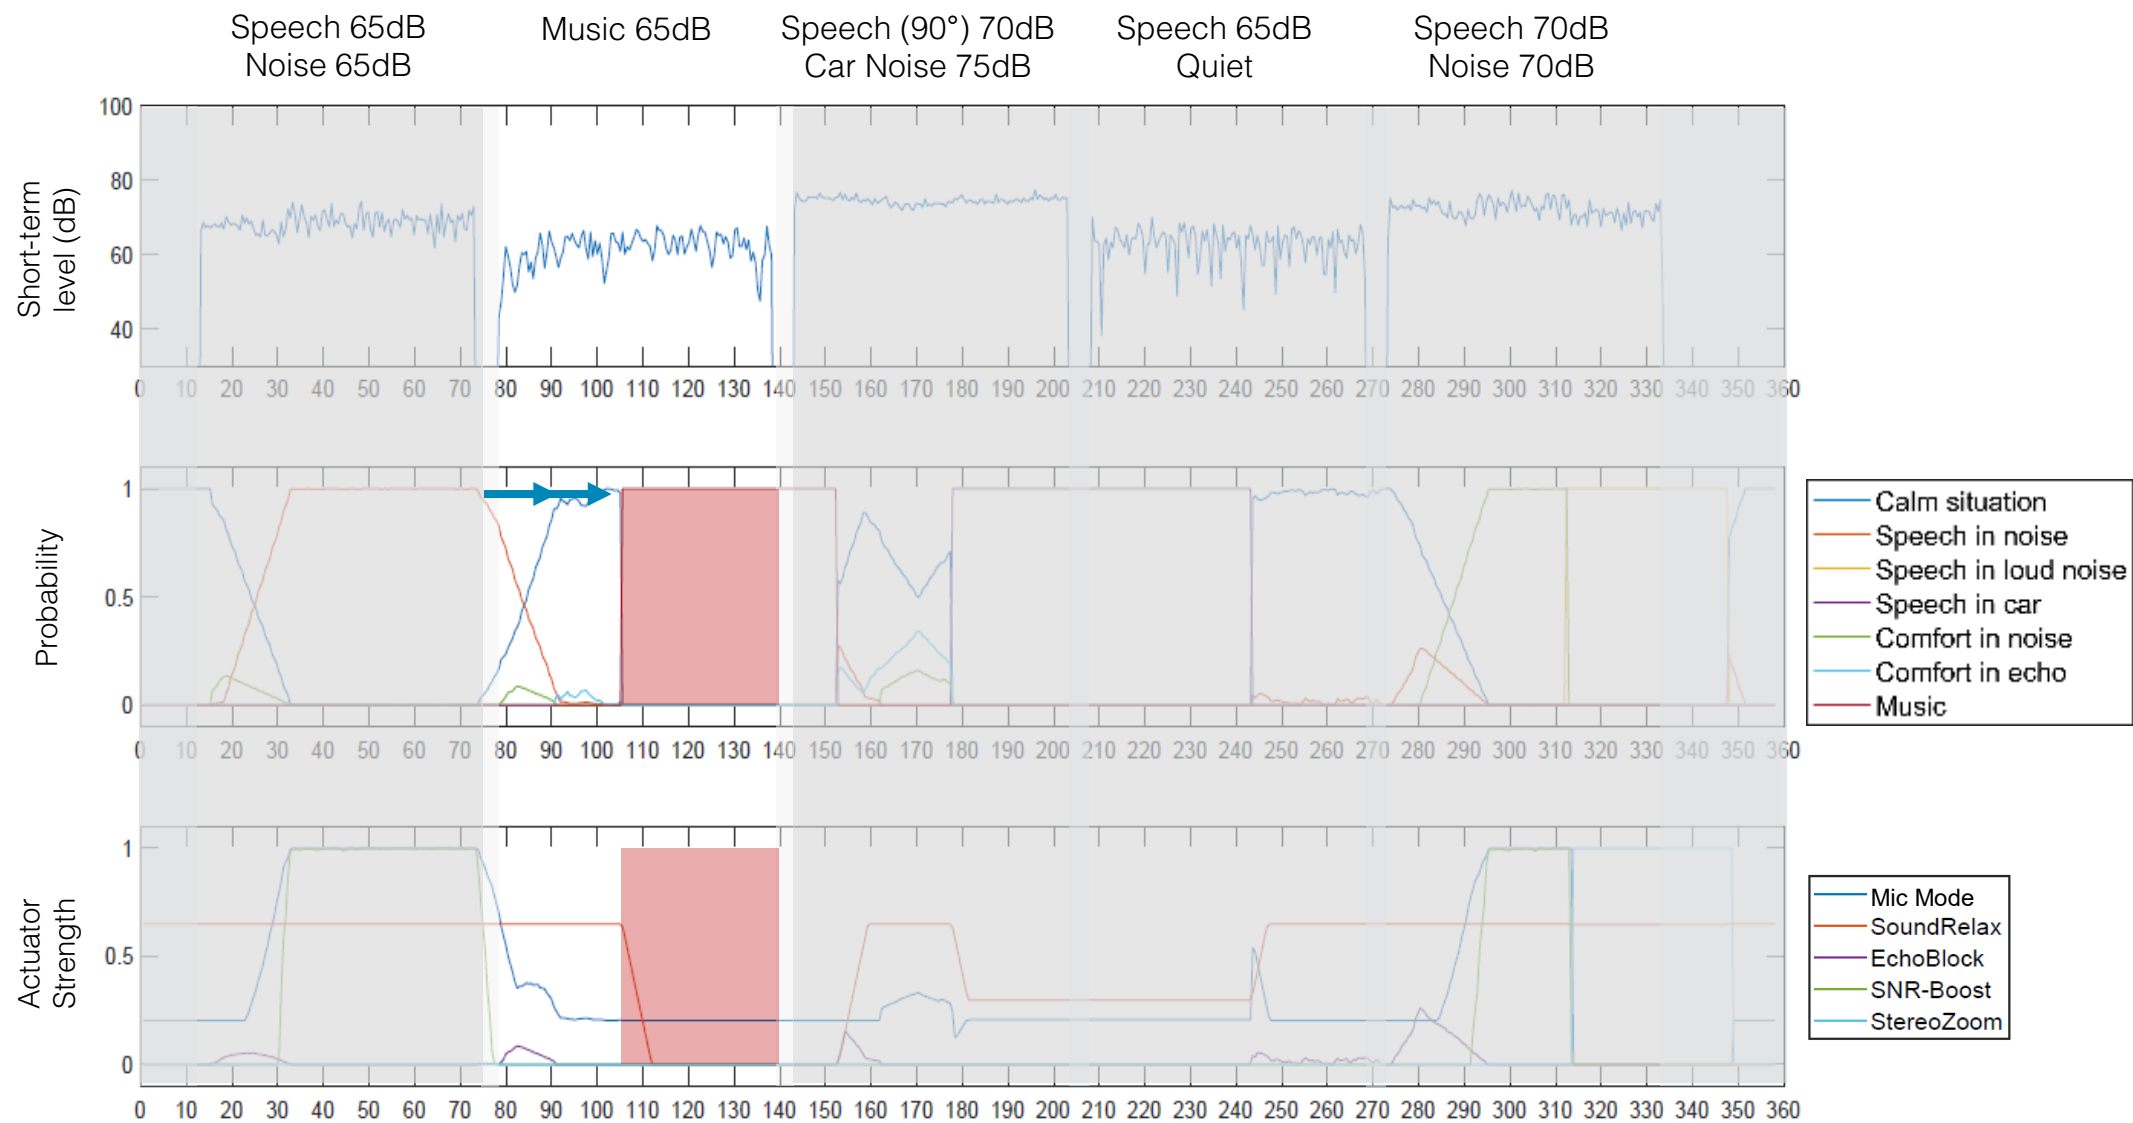 Speech 65dB
Noise 65dB
Music 65dB
Speech (90°) 70dB
Car Noise 75dB
Speech 65dB
Quiet
Speech 70dB
Noise 70dB
Short-term
level (dB)
100
80
60
40
0 10 20 30 40 50 60 70 80 90 100 110 120 130 140 150 160 170 180 190 200 210 220 230 240 250 260 270 280 290 300 310 320 330 340 350 360
Probability
1
0.5
0
0 10 20 30 40 50 60 70 80 90 100 110 120 130 140 150 160 170 180 190 200 210 220 230 240 250 260 270 280 290 300 310 320 330 340 350 360
Calm situation
Speech in noise
Speech in loud noise
Speech in car
Comfort in noise
Comfort in echo
Music
Actuator
Strength
1
0.5
0
0 10 20 30 40 50 60 70 80 90 100 110 120 130 140 150 160 170 180 190 200 210 220 230 240 250 260 270 280 290 300 310 320 330 340 350 360
Mic Mode
SoundRelax
EchoBlock
SNR-Boost
StereoZoom